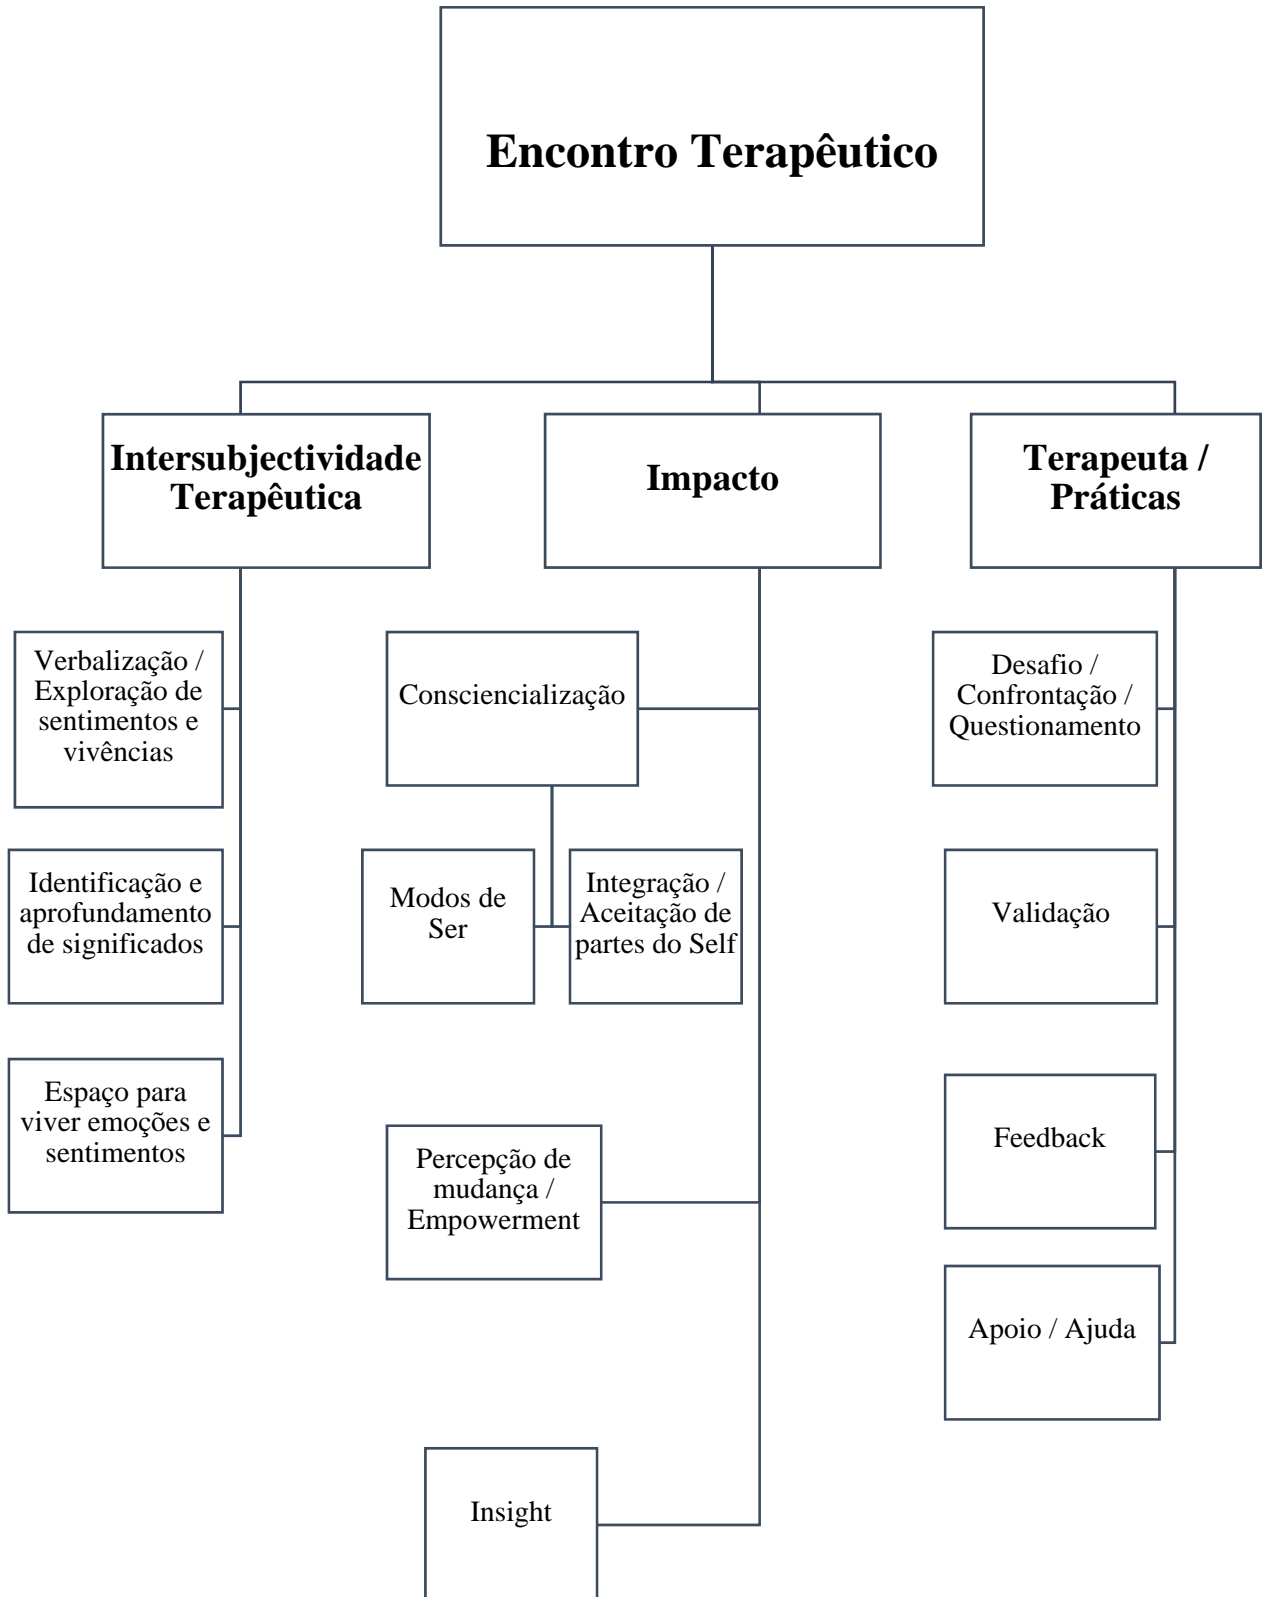 Encontro Terapêutico
Intersubjectividade
Terapêutica
Impacto
Terapeuta /
Práticas
Verbalização /
Exploração de
sentimentos e
vivências
Identificação e
aprofundamento
de significados
Espaço para
viver emoções e
sentimentos
Consciencialização
Modos de
Ser
Integração /
Aceitação de
partes do Self
Percepção de
mudança /
Empowerment
Insight
Desafio /
Confrontação /
Questionamento
Validação
Feedback
Apoio / Ajuda